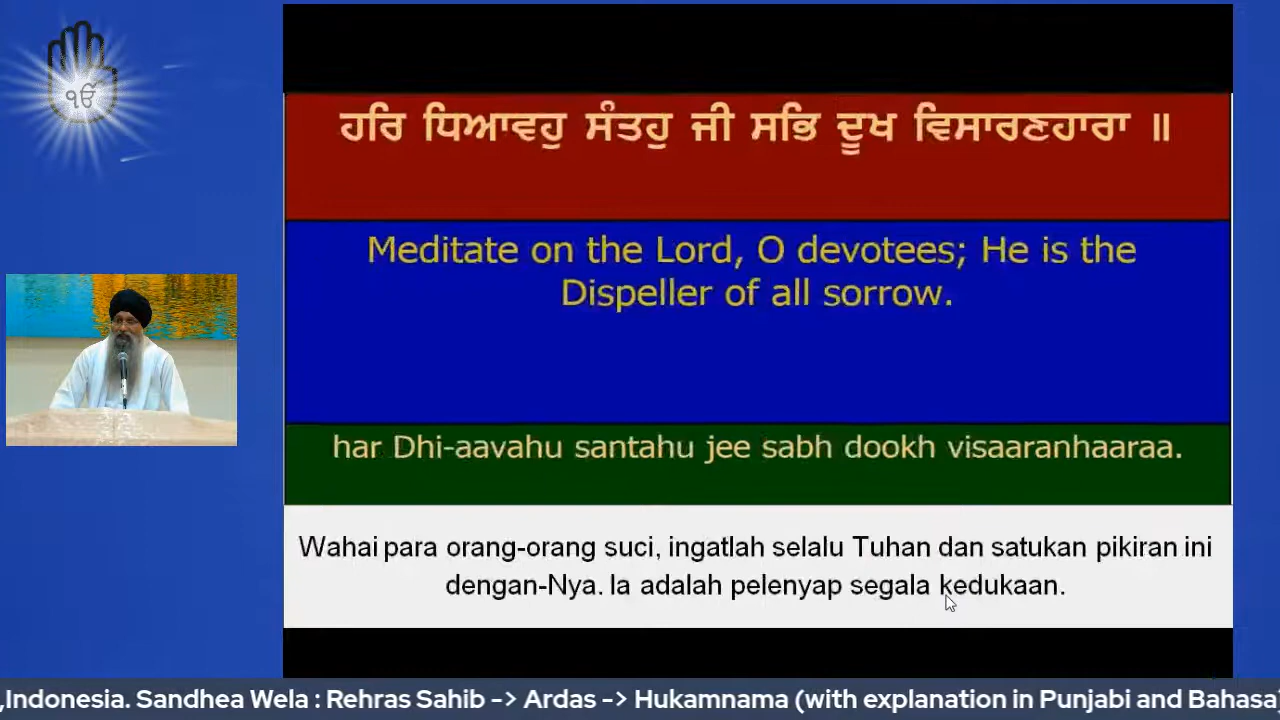 ੴ
ਹਰਿ ਧਿਆਵਹੁ ਸੰਤਹੁ ਜੀ ਸਭਿ ਦੂਖ ਵਿਸਾਰਣਹਾਰਾ ॥
Meditate on the Lord, O devotees; He is the
Dispeller of all sorrow.
har Dhi-aavahu santahu jee sabh dookh visaaranhaaraa.
Wahai para orang-orang suci, ingatlah selalu Tuhan dan satukan pikiran ini
dengan-Nya. Ia adalah pelenyap segala kedukaan.
,Indonesia. Sandhea Wela : Rehras Sahib -> Ardas -> Hukamnama (with explanation in Punjabi and Bahasa)